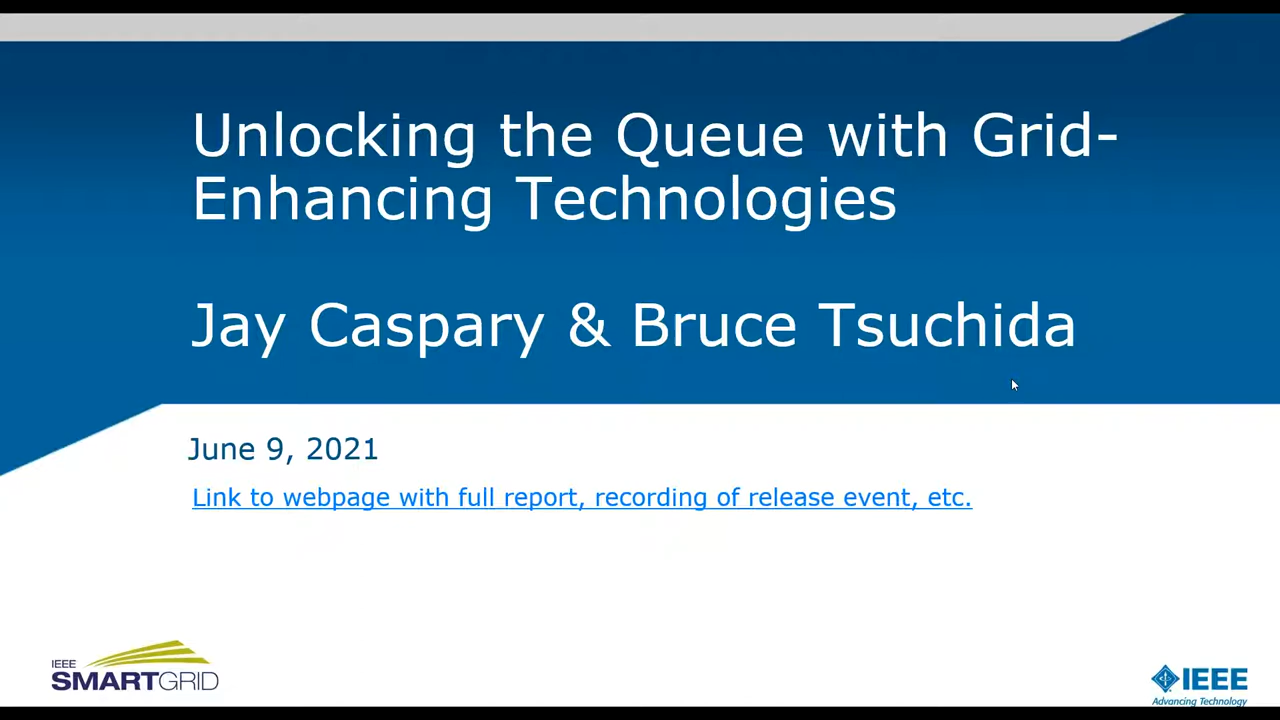 Unlocking the Queue with Grid-
Enhancing Technologies
Jay Caspary & Bruce Tsuchida
June 9, 2021
Link to webpage with full report, recording of release event, etc.
IEEE
SMARTGRID
IEEE
Advancing Technology